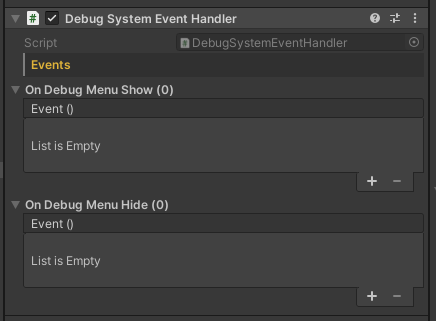 # Debug System Event Handler
Script # DebugSystemEventHandler
Events
On Debug Menu Show (0)
Event ()
List is Empty
+ −
On Debug Menu Hide (0)
Event ()
List is Empty
+ −